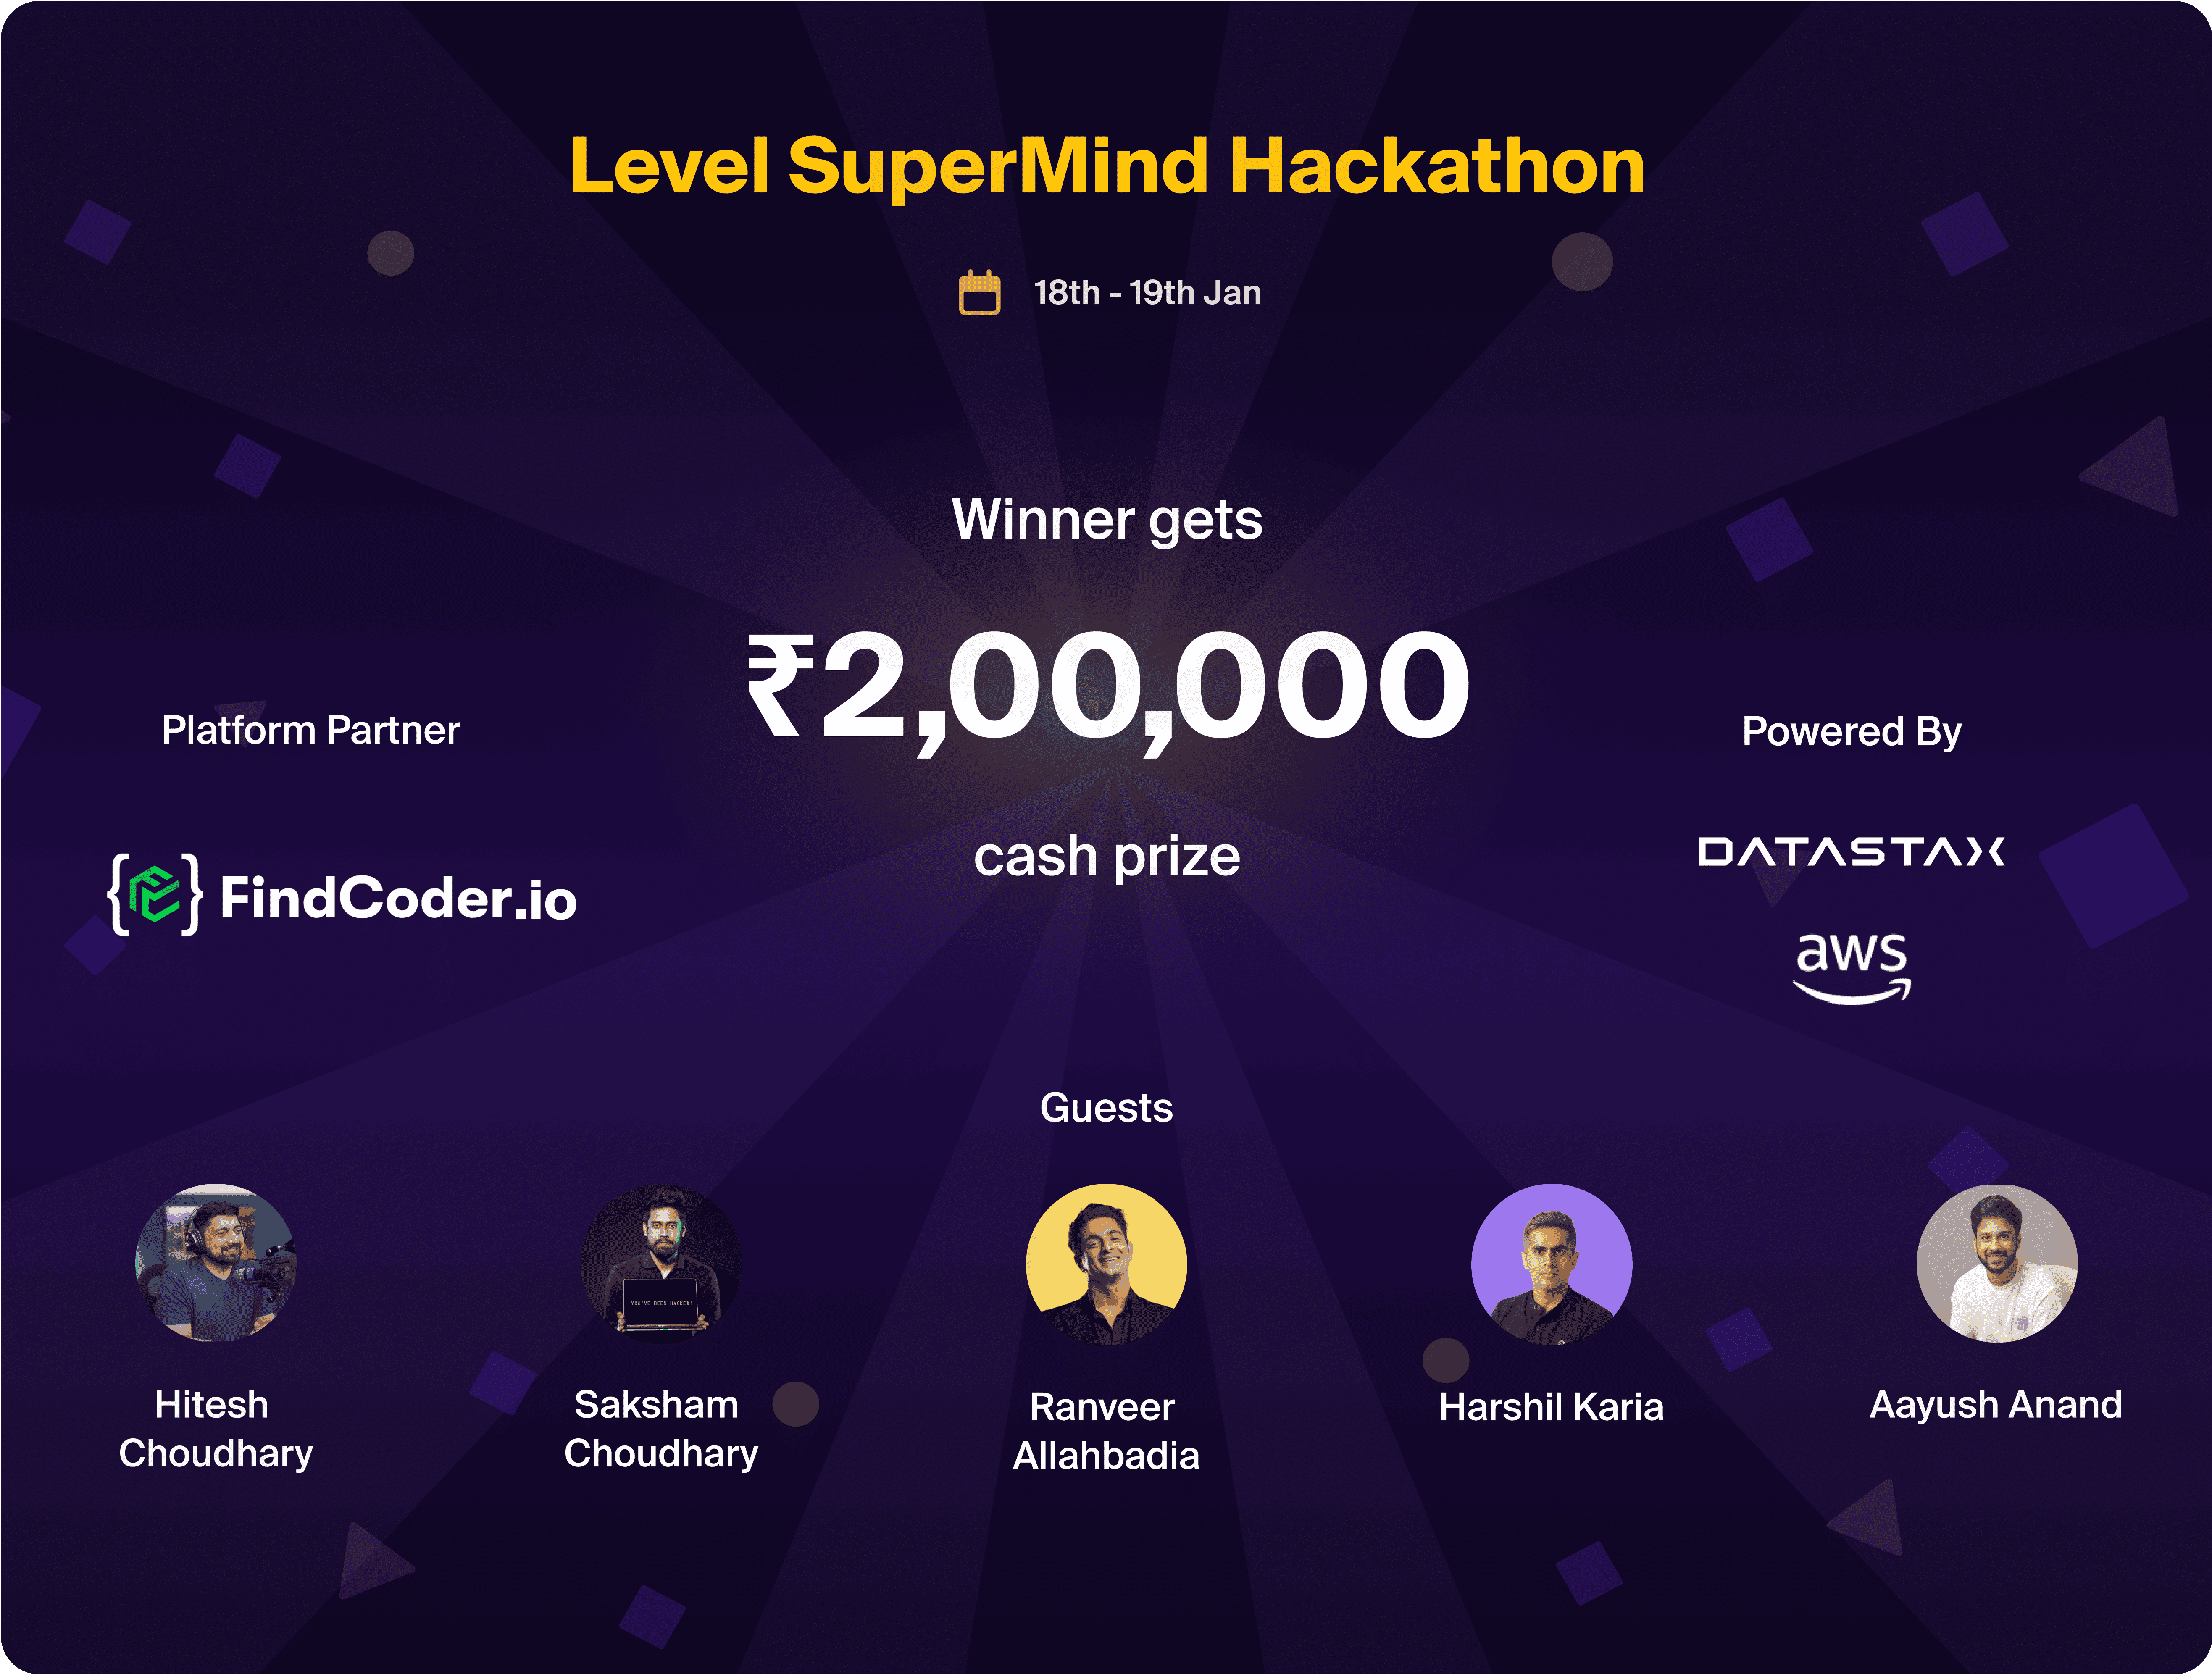 Level SuperMind Hackathon
18th - 19th Jan
Winner gets
₹2,00,000
cash prize
Platform Partner
FindCoder.io
Powered By
DATASTAX
aws
Guests
YOU'VE BEEN HACKED!
Hitesh
Choudhary
Saksham
Choudhary
Ranveer
Allahbadia
Harshil Karia
Aayush Anand